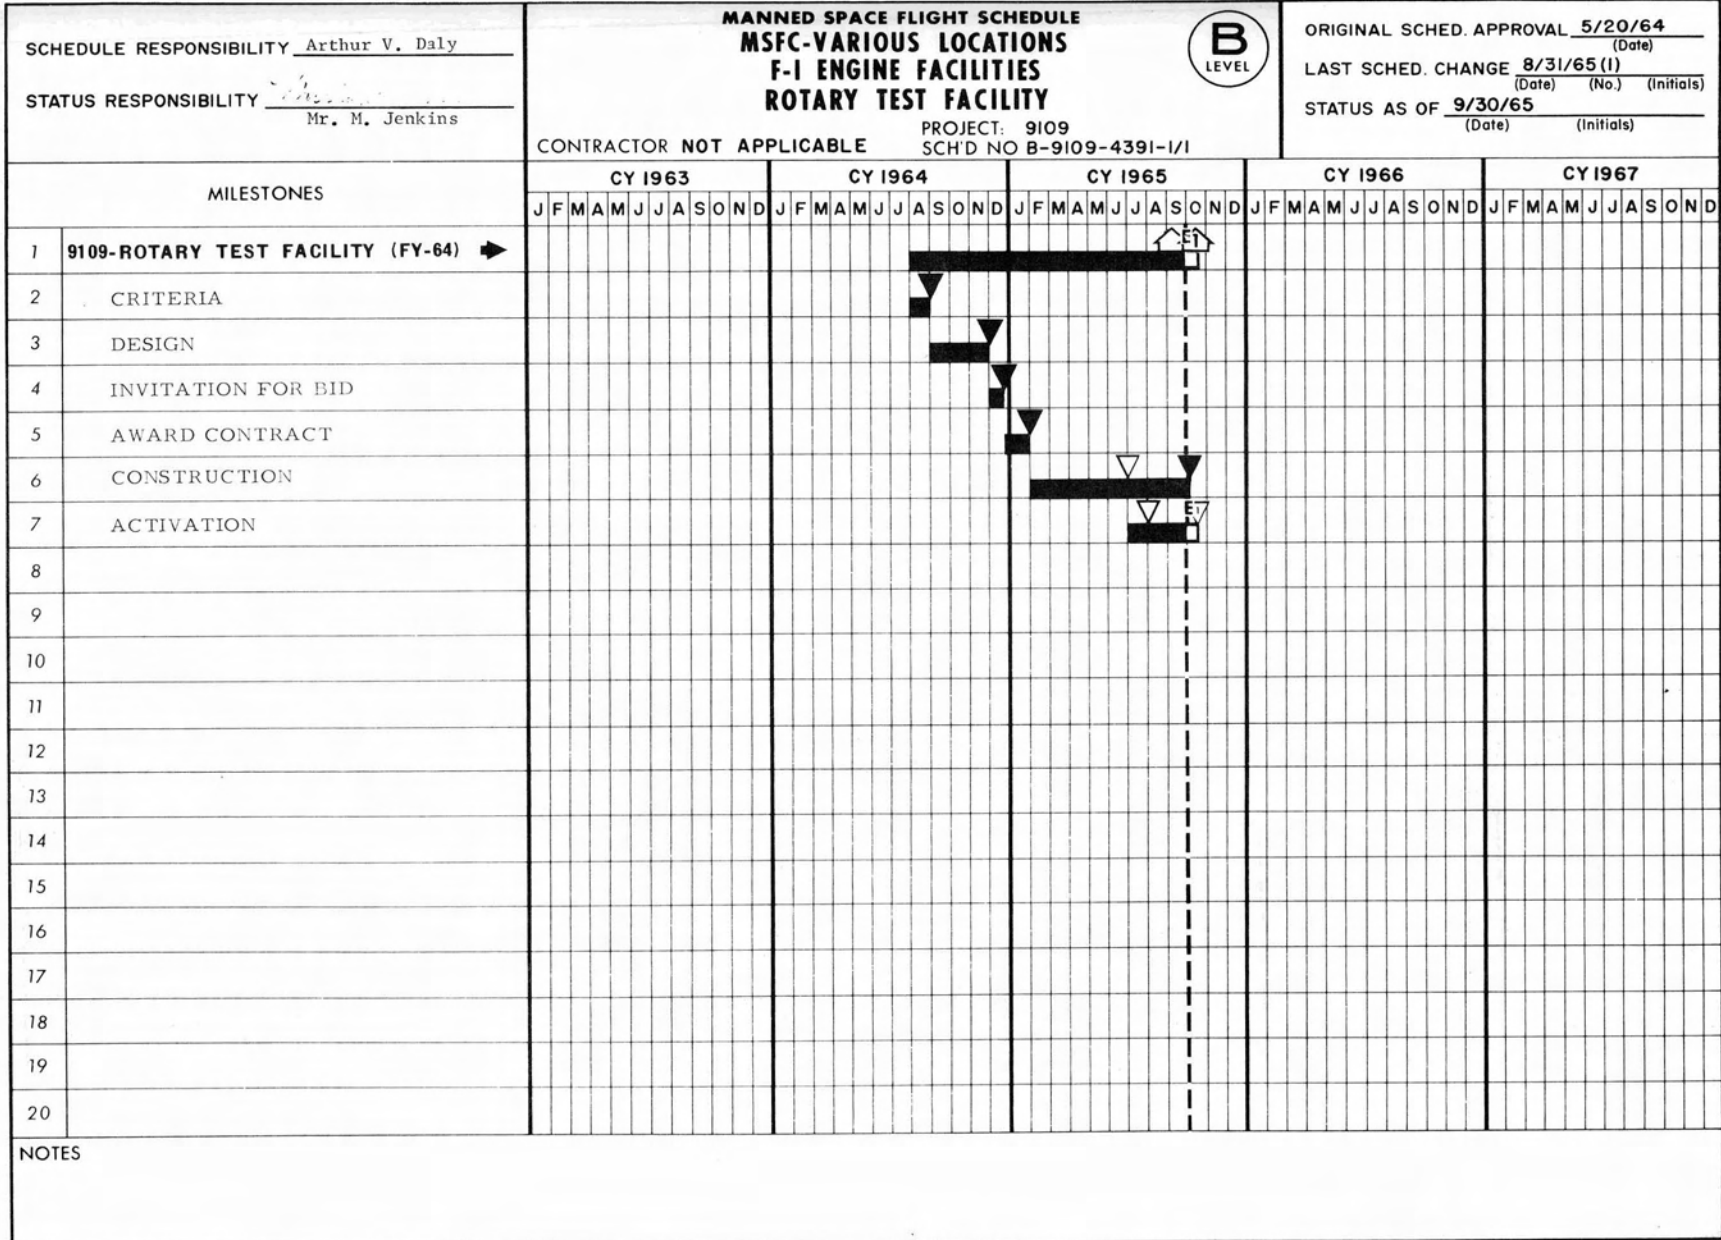 SCHEDULE RESPONSIBILITY Arthur V. Daly
STATUS RESPONSIBILITY
Mr. M. Jenkins
MANNED SPACE FLIGHT SCHEDULE
MSFC-VARIOUS LOCATIONS
F-1 ENGINE FACILITIES
ROTARY TEST FACILITY
PROJECT: 9109
CONTRACTOR NOT APPLICABLE SCH'D NO B-9109-4391-1/1
B
LEVEL
ORIGINAL SCHED. APPROVAL 5/20/64
(Date)
LAST SCHED. CHANGE 8/31/65 (1)
(Date) (No.) (Initials)
STATUS AS OF 9/30/65
(Date) (Initials)
MILESTONES
CY 1963 CY 1964 CY 1965 CY 1966 CY 1967
J F M A M J J A S O N D J F M A M J J A S O N D J F M A M J J A S O N D J F M A M J J A S O N D J F M A M J J A S O N D
1 9109-ROTARY TEST FACILITY (FY-64) E1
2 CRITERIA
3 DESIGN
4 INVITATION FOR BID
5 AWARD CONTRACT
6 CONSTRUCTION
7 ACTIVATION E1
8
9
10
11
12
13
14
15
16
17
18
19
20
NOTES